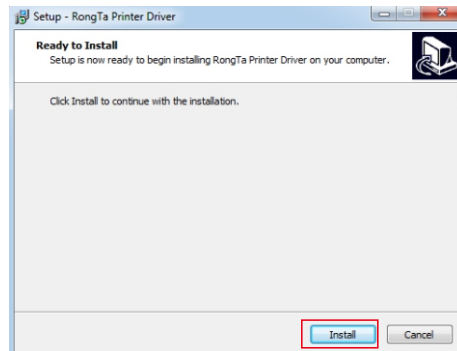 Setup - RongTa Printer Driver
Ready to Install
Setup is now ready to begin installing RongTa Printer Driver on your computer.
Click Install to continue with the installation.
Install
Cancel